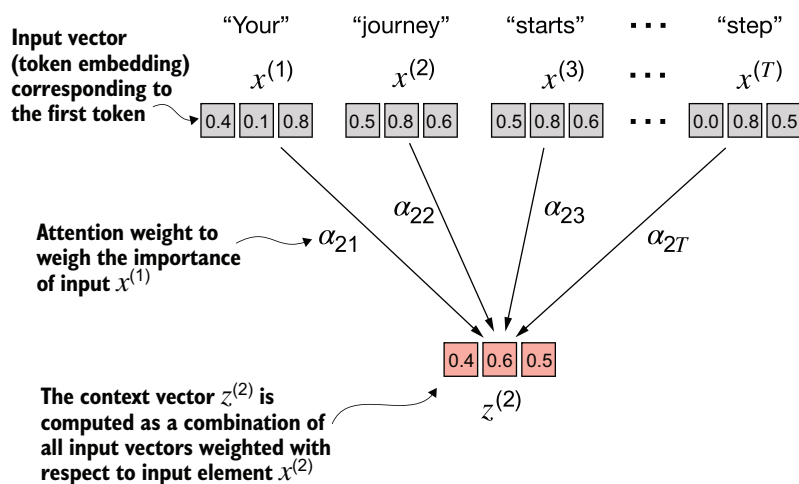 “Your” “journey” “starts” ··· “step”
Input vector
(token embedding)
corresponding to
the first token
x(1) x(2) x(3) ··· x(T)
0.4 0.1 0.8 0.5 0.8 0.6 0.5 0.8 0.6 ··· 0.0 0.8 0.5
Attention weight to
weigh the importance
of input x(1)
α21 α22 α23 α2T
0.4 0.6 0.5
z(2)
The context vector z(2) is
computed as a combination of
all input vectors weighted with
respect to input element x(2)